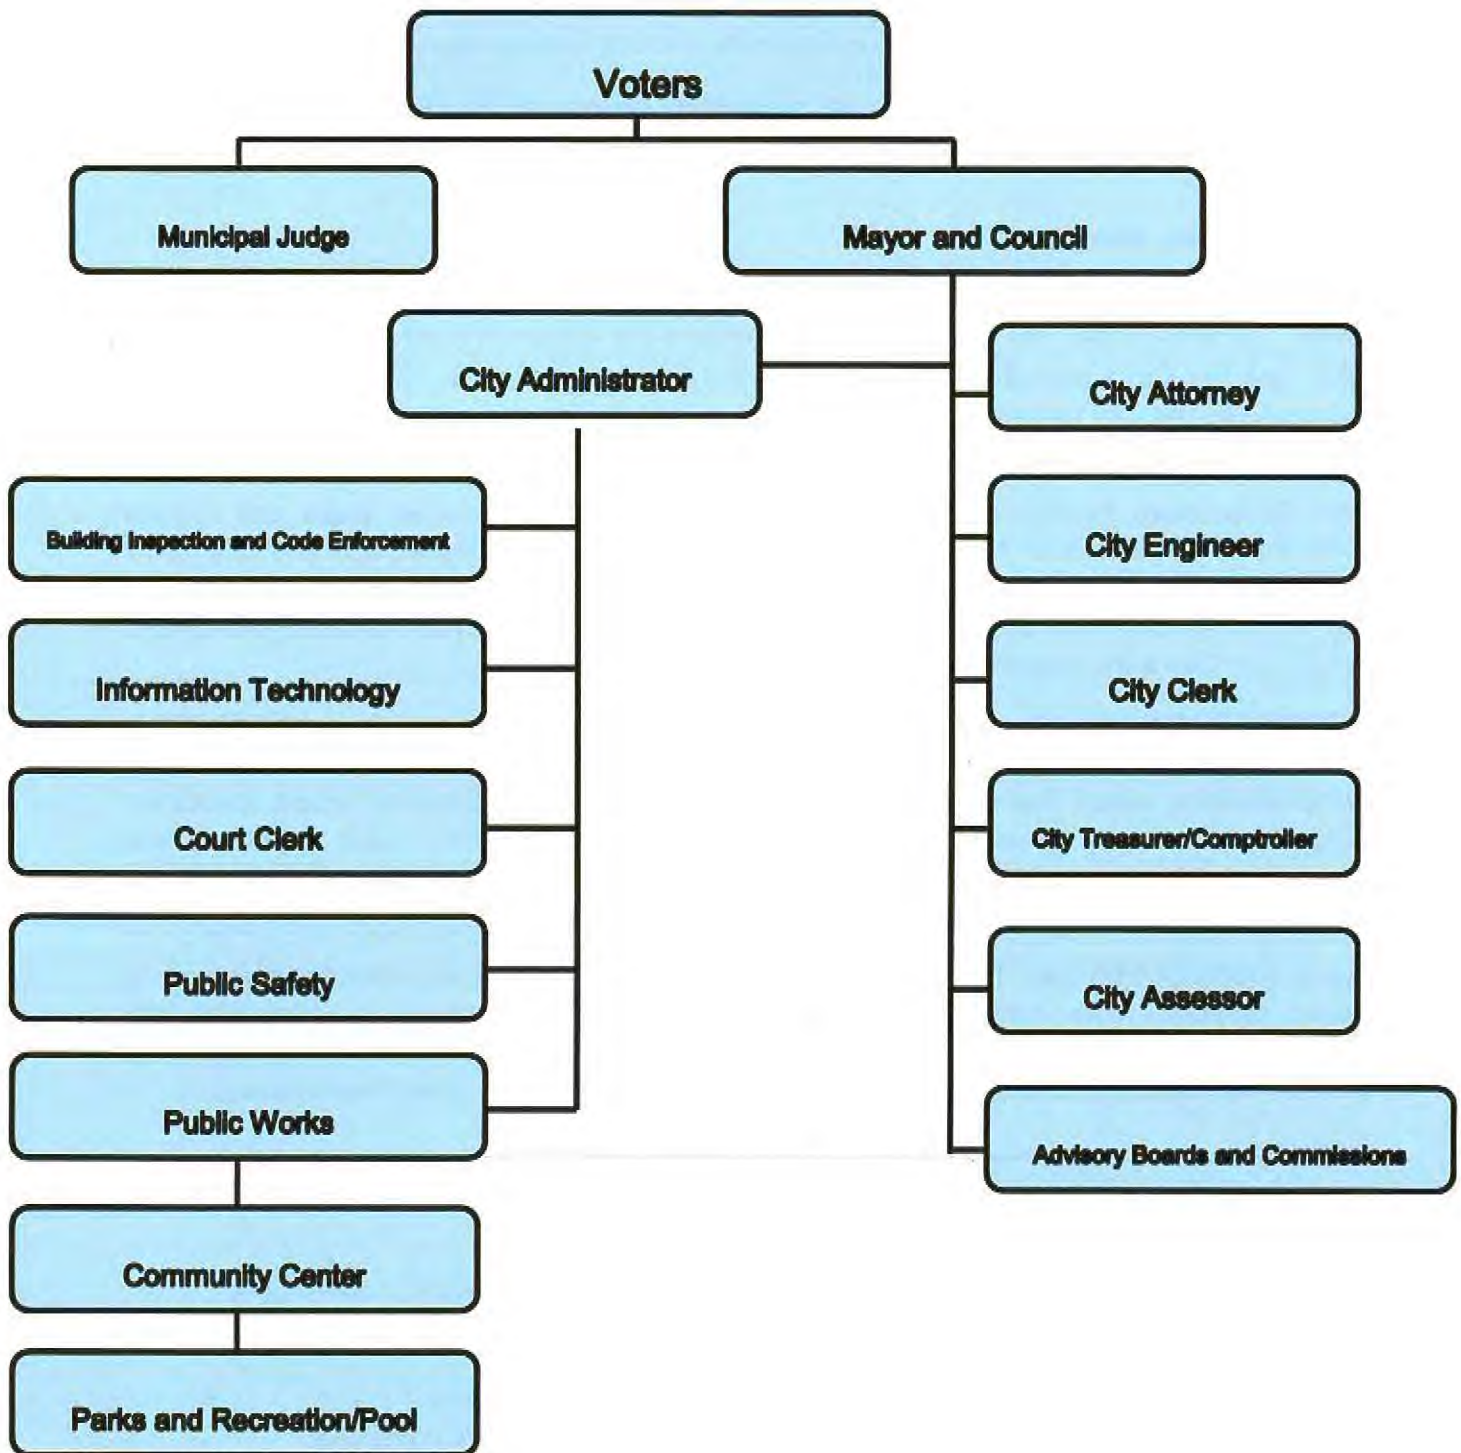 Voters
Municipal Judge
Mayor and Council
City Administrator
City Attorney
Building Inspection and Code Enforcement
City Engineer
Information Technology
City Clerk
Court Clerk
City Treasurer/Comptroller
Public Safety
City Assessor
Public Works
Advisory Boards and Commissions
Community Center
Parks and Recreation/Pool